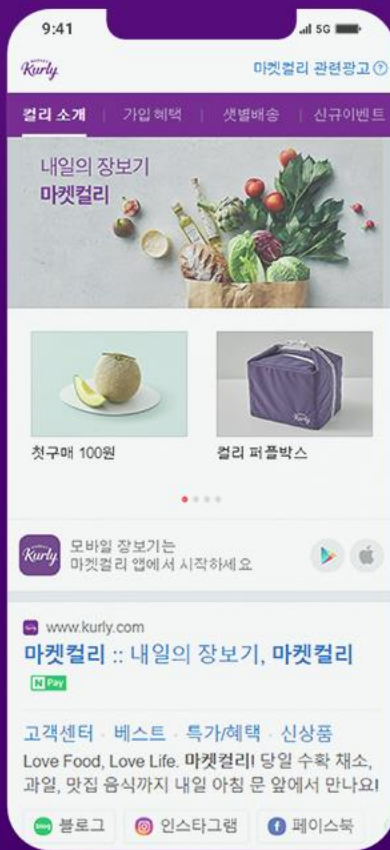 9:41
5G
Kurly
마켓컬리 관련광고 ?
컬리 소개 | 가입 혜택 | 샛별배송 | 신규이벤트
내일의 장보기
마켓컬리
첫구매 100원
컬리 퍼플박스
Kurly
모바일 장보기는
마켓컬리 앱에서 시작하세요
www.kurly.com
마켓컬리 :: 내일의 장보기, 마켓컬리
N Pay
고객센터 · 베스트 · 특가/혜택 · 신상품
Love Food, Love Life. 마켓컬리! 당일 수확 채소,
과일, 맛집 음식까지 내일 아침 문 앞에서 만나요!
blog 블로그 인스타그램 페이스북